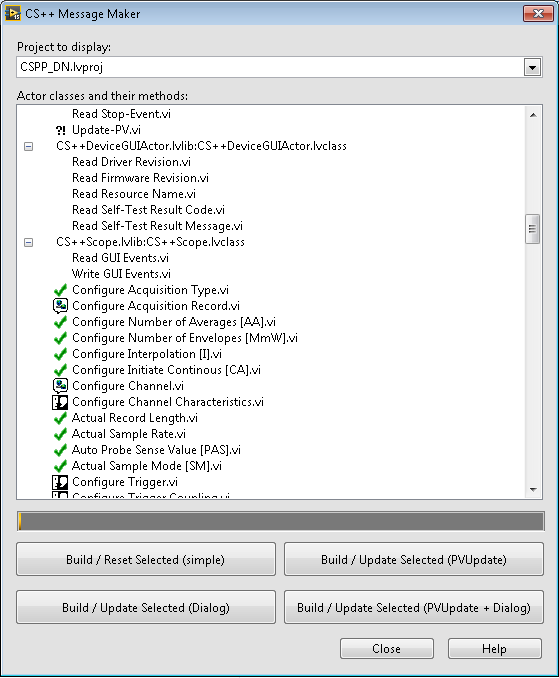 CS++ Message Maker
Project to display:
CSPP_DN.lvproj
Actor classes and their methods:
Read Stop-Event.vi
?! Update-PV.vi
CS++DeviceGUIActor.lvlib:CS++DeviceGUIActor.lvclass
Read Driver Revision.vi
Read Firmware Revision.vi
Read Resource Name.vi
Read Self-Test Result Code.vi
Read Self-Test Result Message.vi
CS++Scope.lvlib:CS++Scope.lvclass
Read GUI Events.vi
Write GUI Events.vi
Configure Acquisition Type.vi
Configure Acquisition Record.vi
Configure Number of Averages [AA].vi
Configure Number of Envelopes [MmW].vi
Configure Interpolation [I].vi
Configure Initiate Continous [CA].vi
Configure Channel.vi
Configure Channel Characteristics.vi
Actual Record Length.vi
Actual Sample Rate.vi
Auto Probe Sense Value [PAS].vi
Actual Sample Mode [SM].vi
Configure Trigger.vi
Configure Trigger Coupling.vi
Build / Reset Selected (simple)
Build / Update Selected (PVUpdate)
Build / Update Selected (Dialog)
Build / Update Selected (PVUpdate + Dialog)
Close
Help